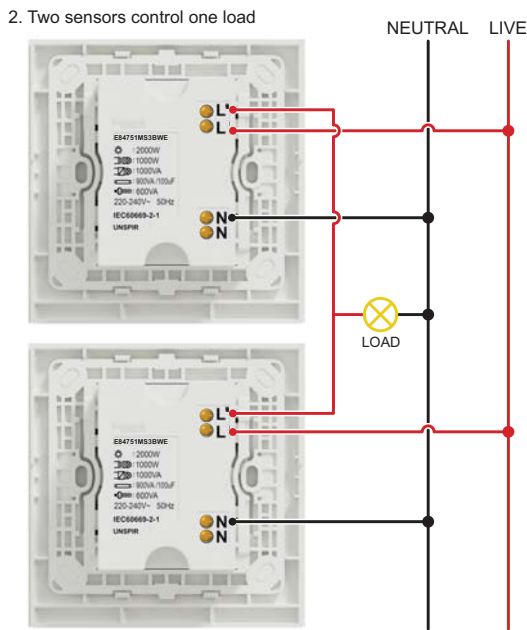 2. Two sensors control one load
NEUTRAL LIVE
L'
L
E84751MS3BWE
: 2000W
: 1000W
: 1000VA
: 900VA /100uF
: 600VA
220-240V~ 50Hz
IEC60669-2-1
UNSPIR
N
N
LOAD
L'
L
E84751MS3BWE
: 2000W
: 1000W
: 1000VA
: 900VA /100uF
: 600VA
220-240V~ 50Hz
IEC60669-2-1
UNSPIR
N
N